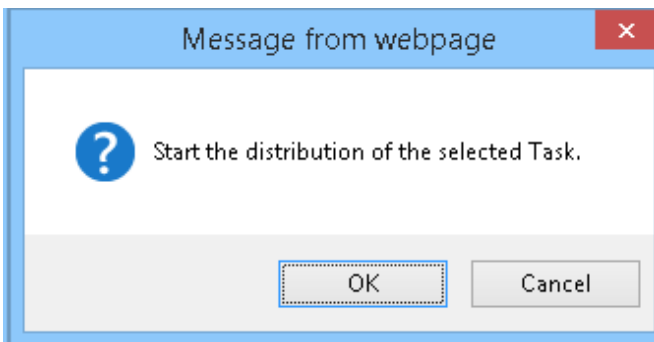 Message from webpage
Start the distribution of the selected Task.
OK
Cancel